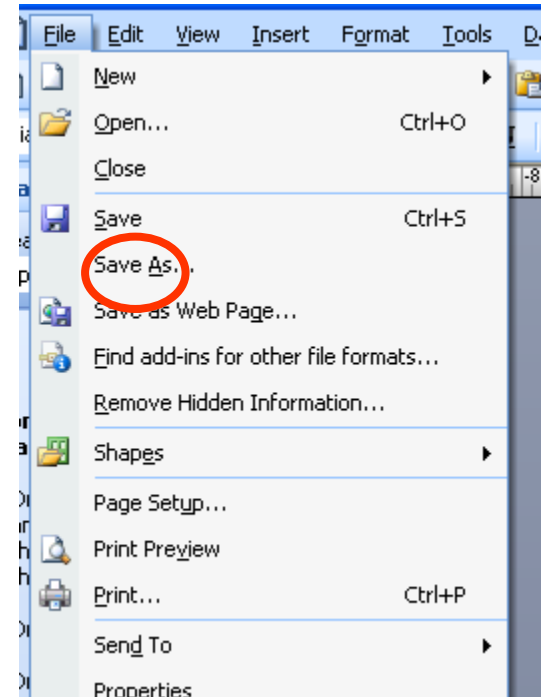 File Edit View Insert Format Tools
New
Open... Ctrl+O
Close
Save Ctrl+S
Save As...
Save as Web Page...
Find add-ins for other file formats...
Remove Hidden Information...
Shapes
Page Setup...
Print Preview
Print... Ctrl+P
Send To
Properties
-8